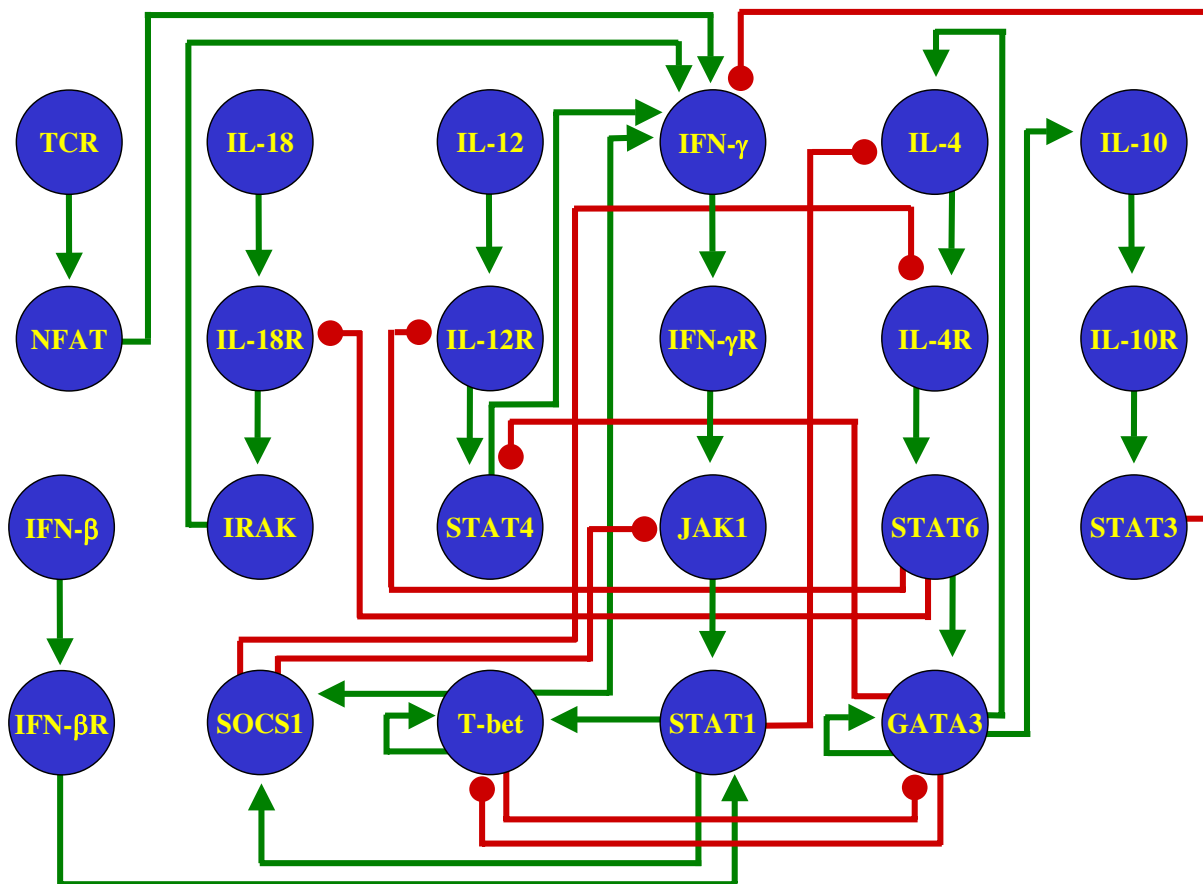 TCR
IL-18
IL-12
IFN-γ
IL-4
IL-10
NFAT
IL-18R
IL-12R
IFN-γR
IL-4R
IL-10R
IFN-β
IRAK
STAT4
JAK1
STAT6
STAT3
IFN-βR
SOCS1
T-bet
STAT1
GATA3